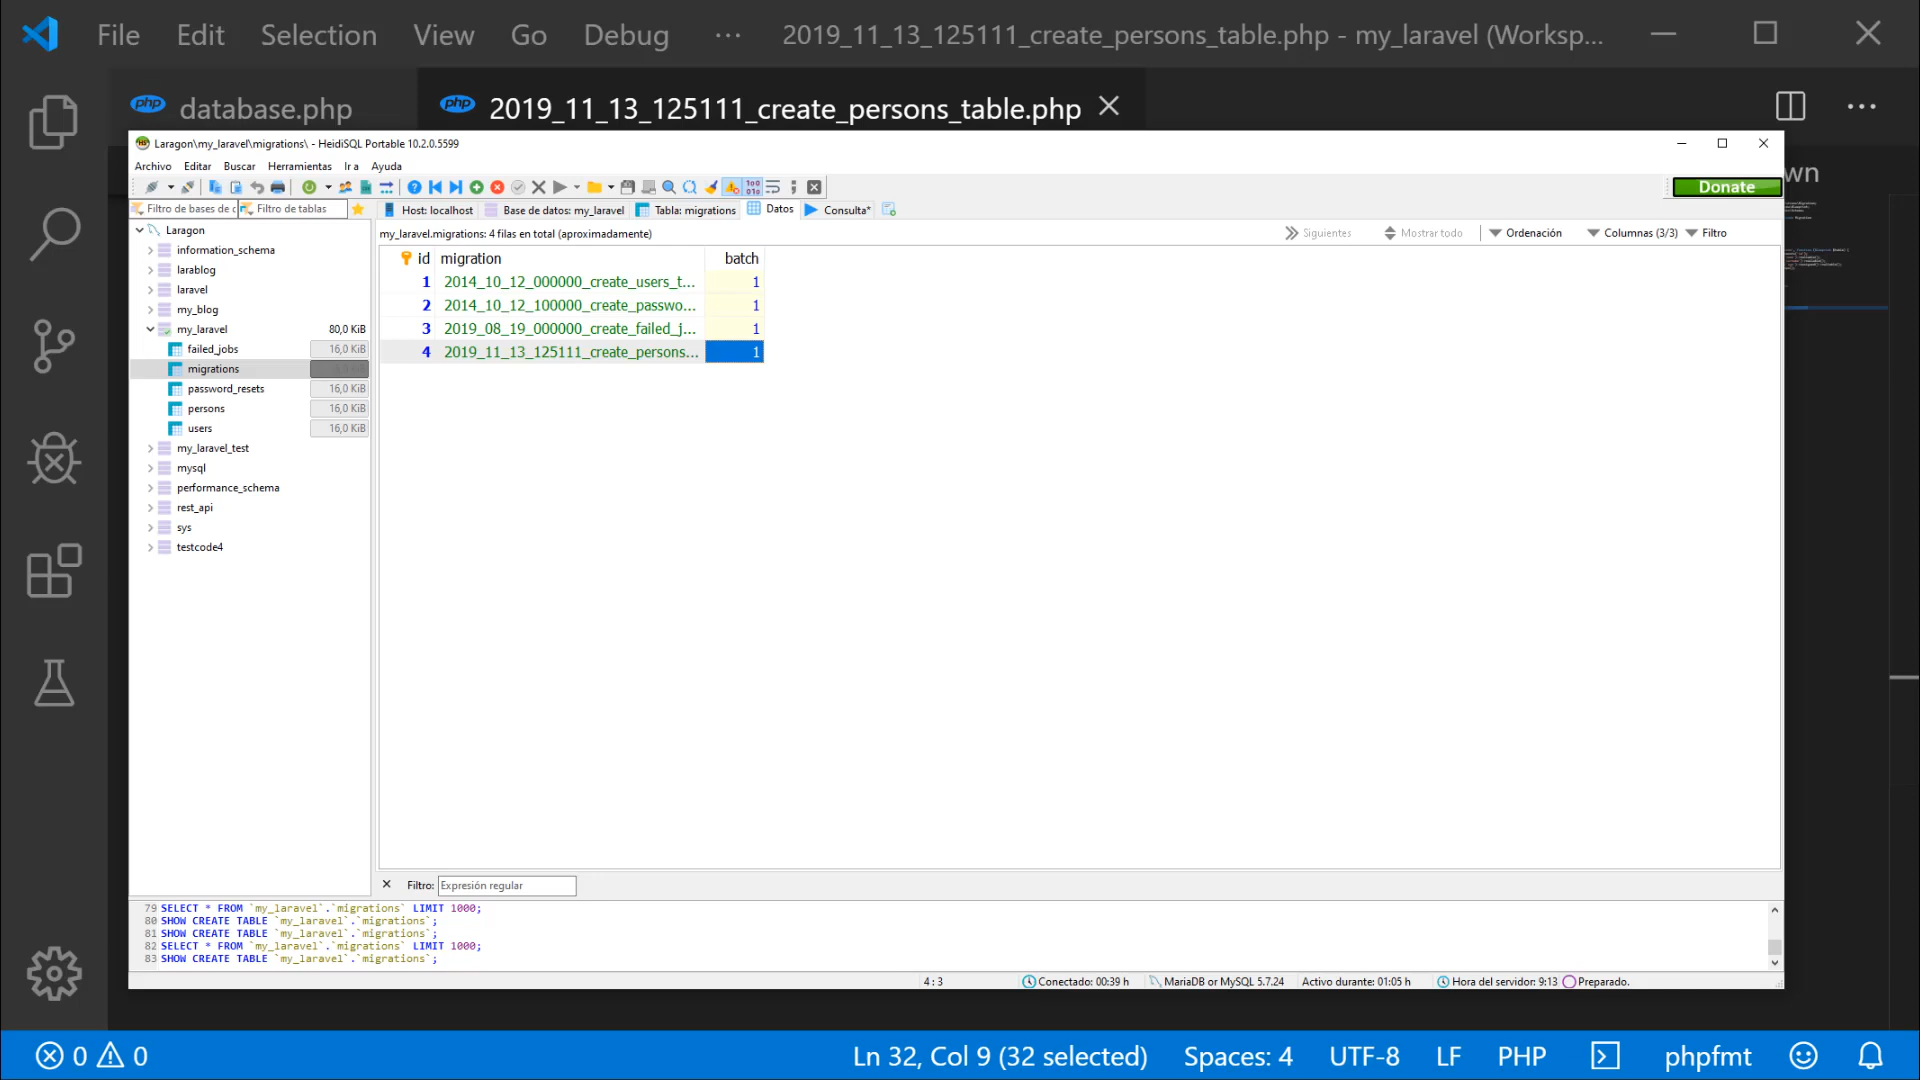 File Edit Selection View Go Debug ··· 2019_11_13_125111_create_persons_table.php - my_laravel (Worksp...
php database.php php 2019_11_13_125111_create_persons_table.php
Laragon\my_laravel\migrations\ - HeidiSQL Portable 10.2.0.5599
Archivo Editar Buscar Herramientas Ir a Ayuda
wn
Donate
Filtro de bases de c Filtro de tablas Host: localhost Base de datos: my_laravel Tabla: migrations Datos Consulta*
Laragon
information_schema
larablog
laravel
my_blog
my_laravel 80,0 KiB
failed_jobs 16,0 KiB
migrations
password_resets 16,0 KiB
persons 16,0 KiB
users 16,0 KiB
my_laravel_test
mysql
performance_schema
rest_api
sys
testcode4
my_laravel.migrations: 4 filas en total (aproximadamente) Siguientes Mostrar todo Ordenación Columnas (3/3) Filtro
id migration batch
1 2014_10_12_000000_create_users_t... 1
2 2014_10_12_100000_create_passwo... 1
3 2019_08_19_000000_create_failed_j... 1
4 2019_11_13_125111_create_persons... 1
Filtro: Expresión regular
79 SELECT * FROM `my_laravel`.`migrations` LIMIT 1000;
80 SHOW CREATE TABLE `my_laravel`.`migrations`;
81 SHOW CREATE TABLE `my_laravel`.`migrations`;
82 SELECT * FROM `my_laravel`.`migrations` LIMIT 1000;
83 SHOW CREATE TABLE `my_laravel`.`migrations`;
4 : 3 Conectado: 00:39 h MariaDB or MySQL 5.7.24 Activo durante: 01:05 h Hora del servidor: 9:13 Preparado.
0 0 Ln 32, Col 9 (32 selected) Spaces: 4 UTF-8 LF PHP phpfmt